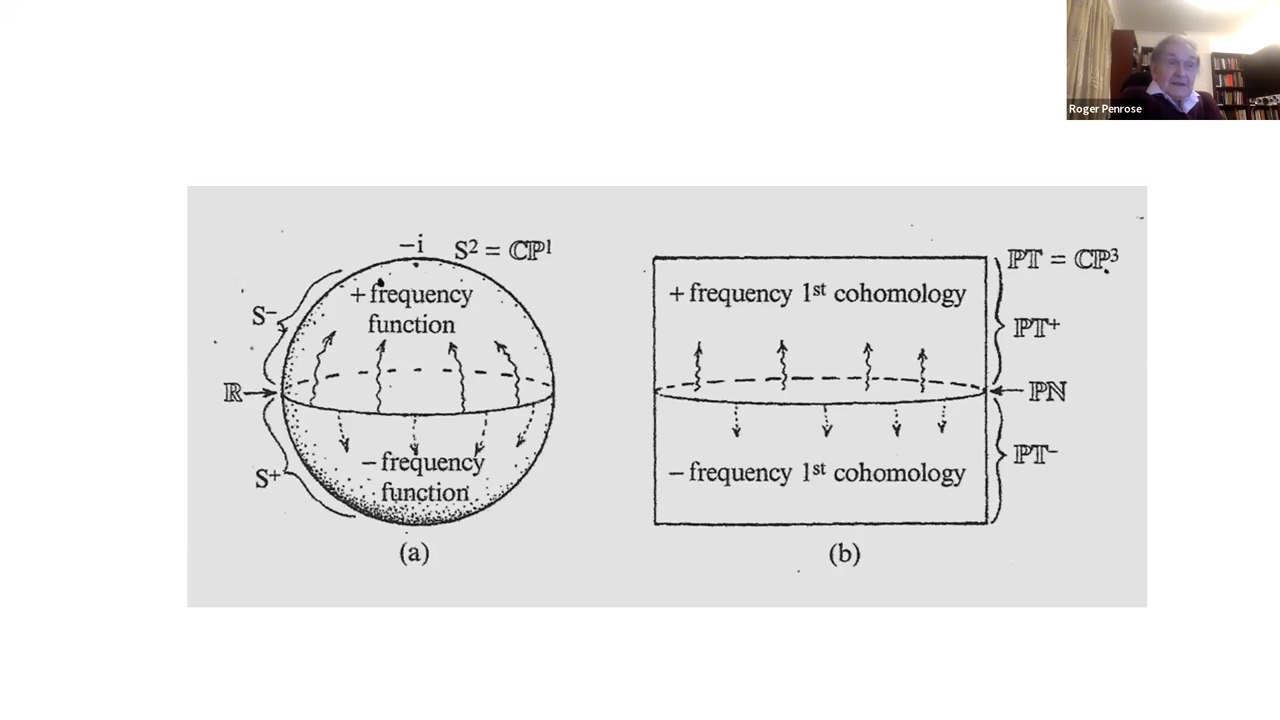 Roger Penrose
−i
S² = ℂℙ¹
+ frequency
function
S⁻
ℝ
S⁺
− frequency
function
(a)
ℙ𝕋 = ℂℙ³
+ frequency 1st cohomology
ℙ𝕋⁺
ℙℕ
ℙ𝕋⁻
− frequency 1st cohomology
(b)